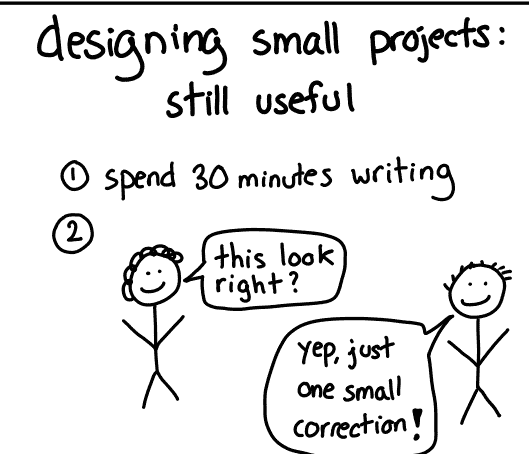 designing small projects:
still useful
① spend 30 minutes writing
②
this look
right?
yep, just
one small
correction!